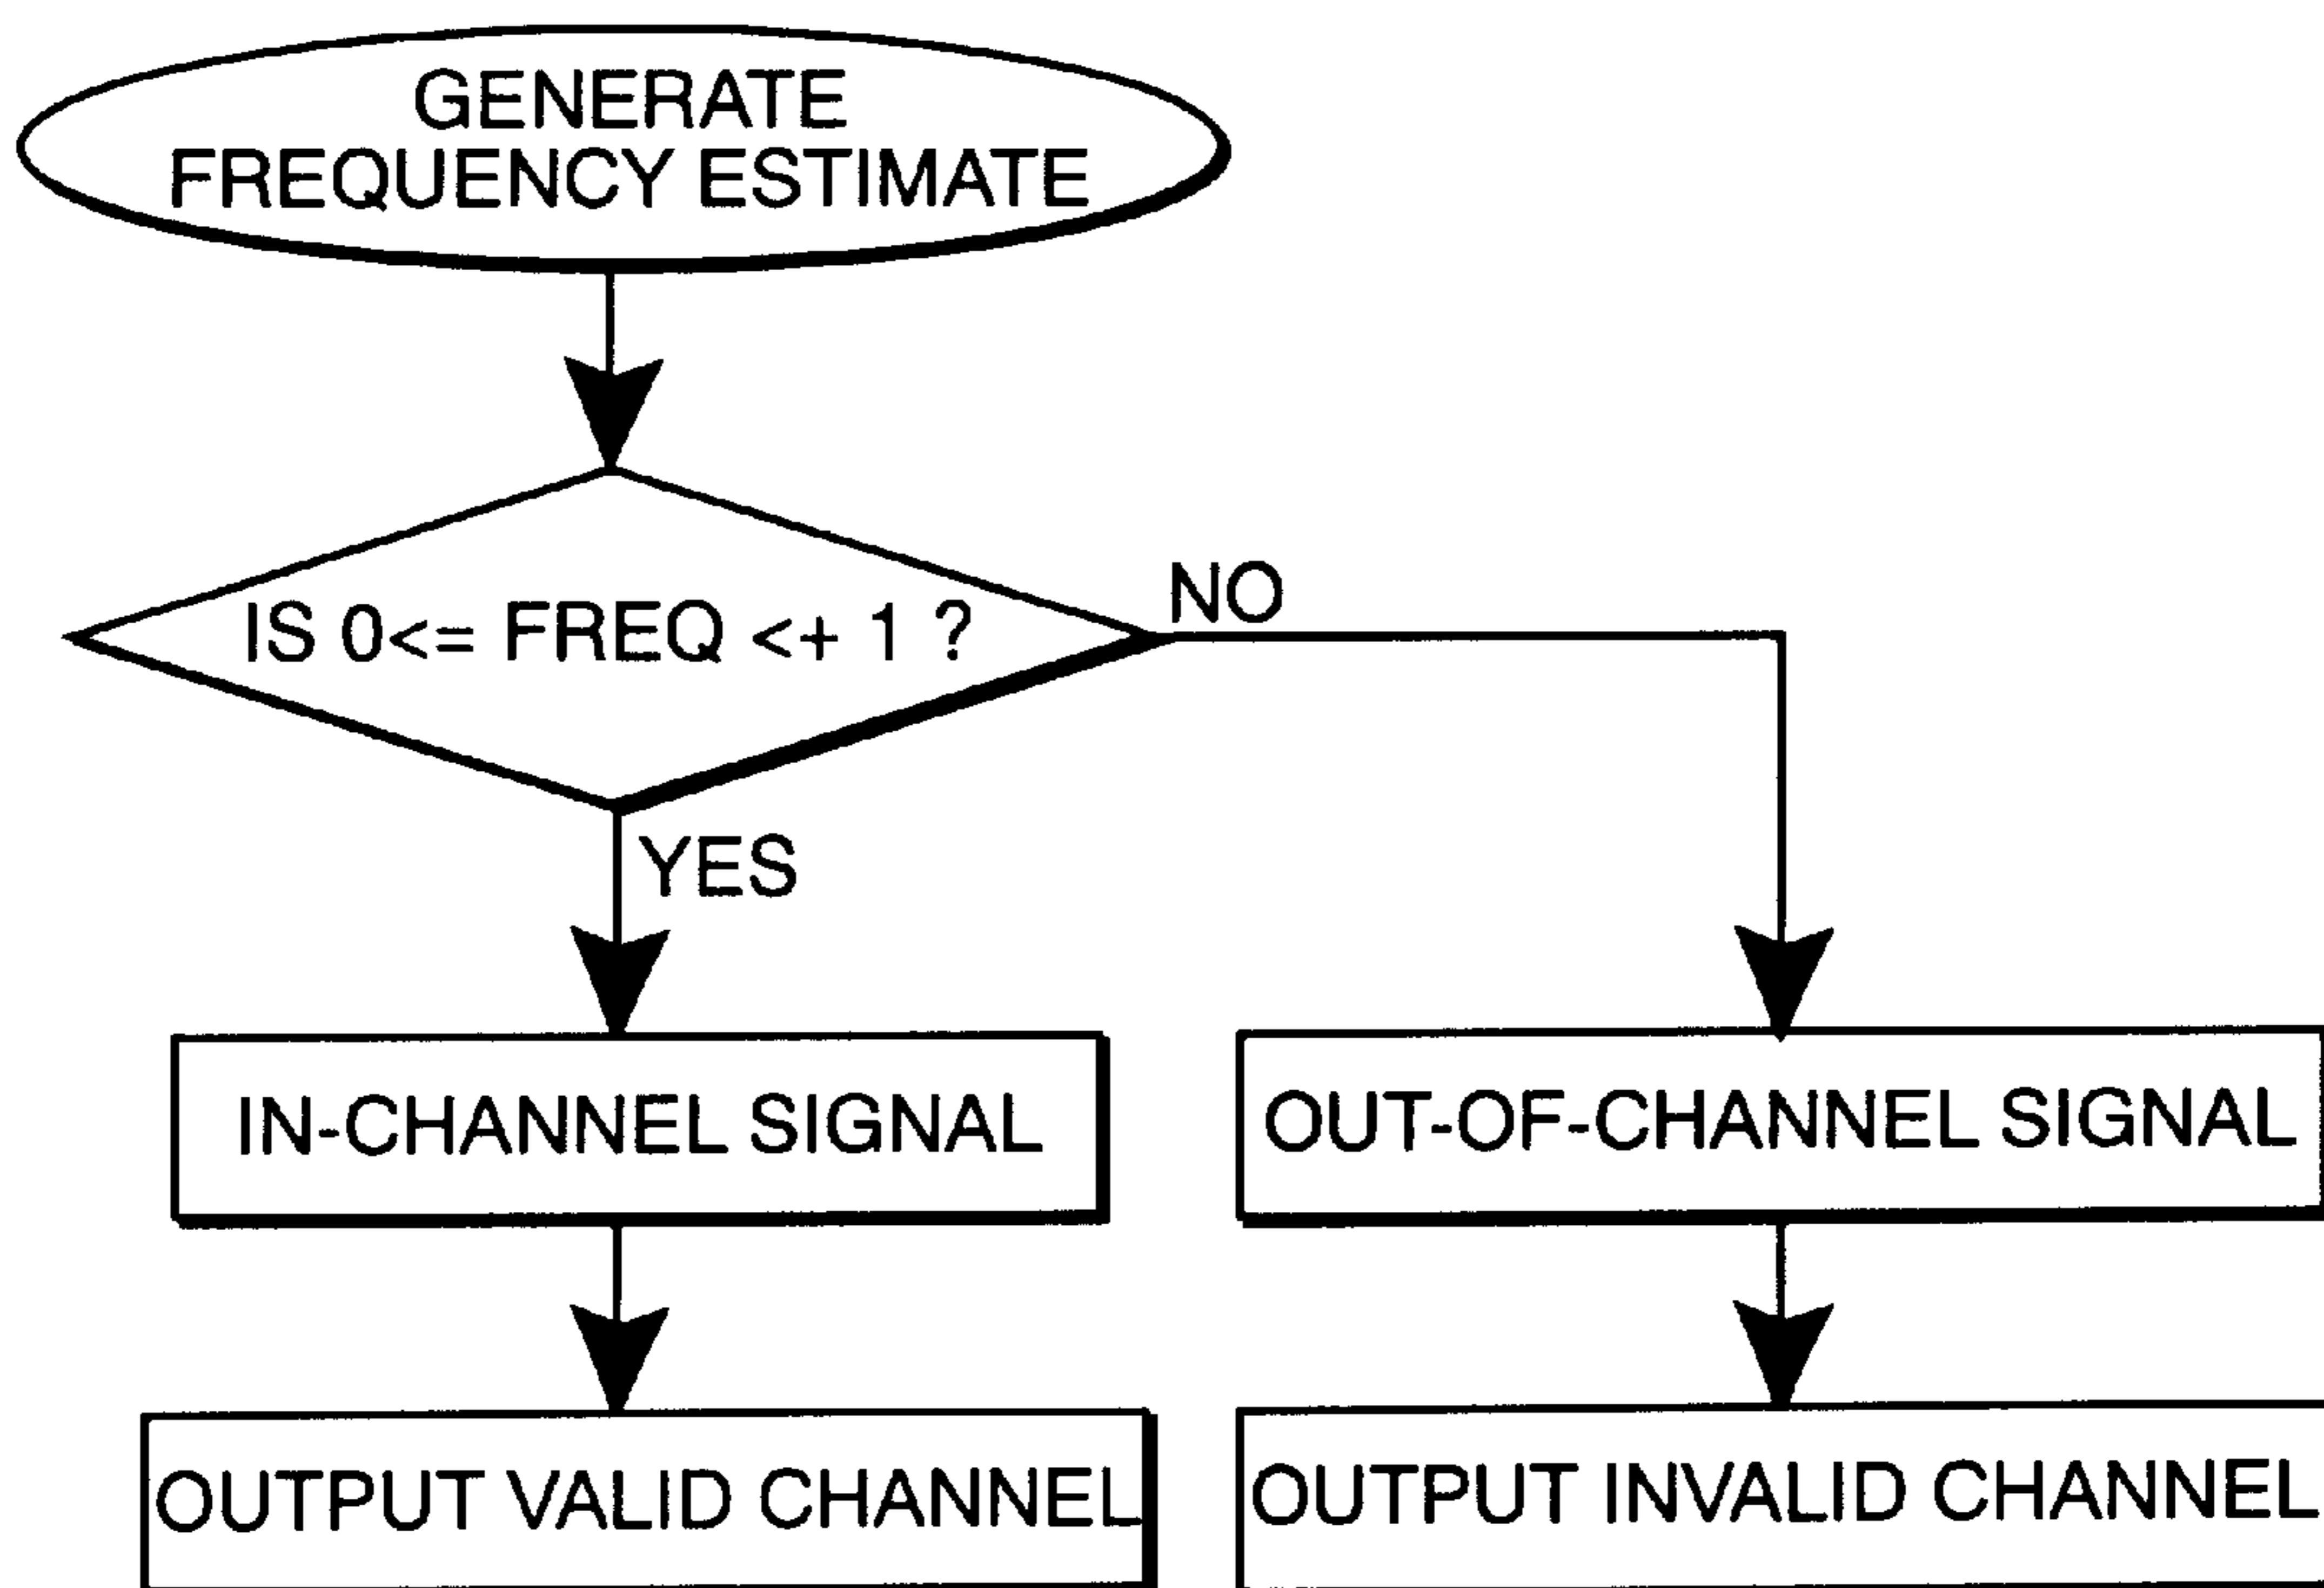 GENERATE
FREQUENCY ESTIMATE
IS 0<= FREQ <+ 1 ?
NO
YES
IN-CHANNEL SIGNAL
OUT-OF-CHANNEL SIGNAL
OUTPUT VALID CHANNEL
OUTPUT INVALID CHANNEL